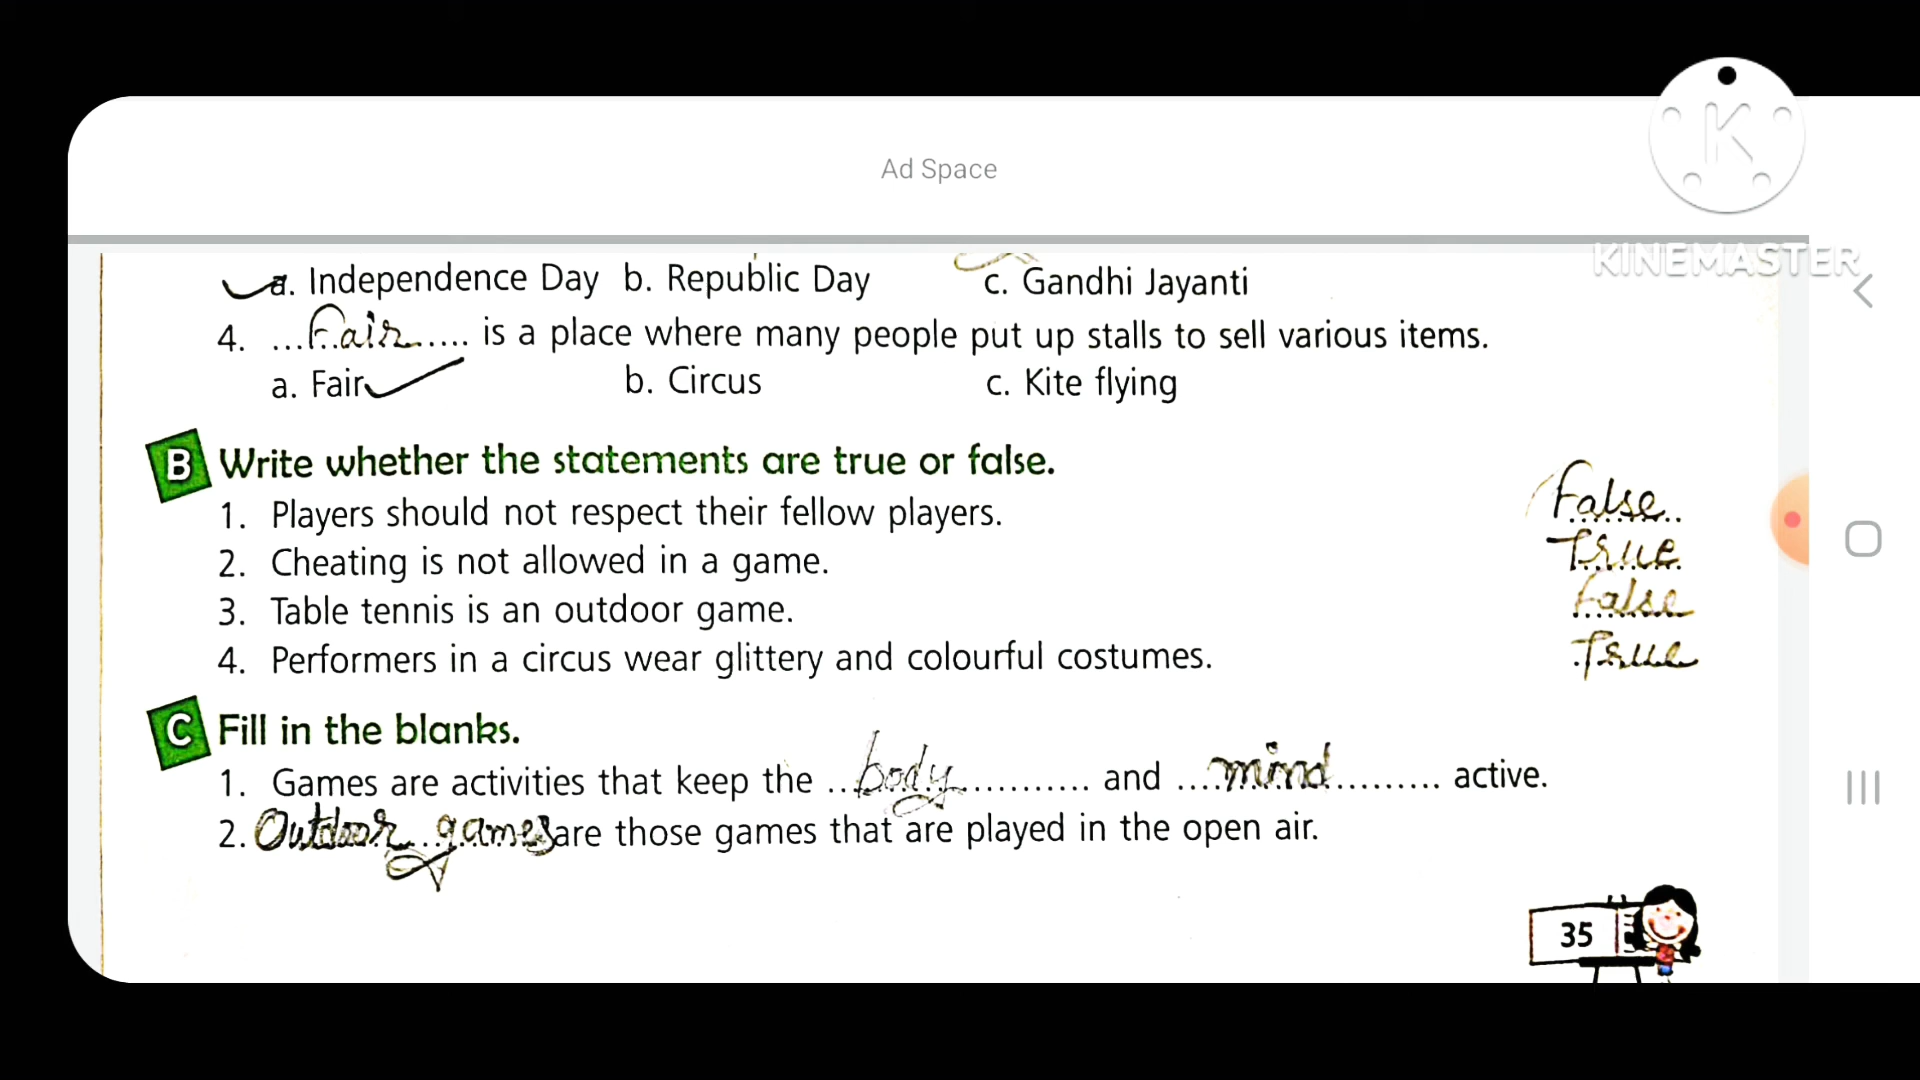 Ad Space
KINEMASTER
a. Independence Day b. Republic Day c. Gandhi Jayanti
4. ...Fair..... is a place where many people put up stalls to sell various items.
a. Fair b. Circus c. Kite flying
B Write whether the statements are true or false.
1. Players should not respect their fellow players. False
2. Cheating is not allowed in a game. True
3. Table tennis is an outdoor game. False
4. Performers in a circus wear glittery and colourful costumes. True
C Fill in the blanks.
1. Games are activities that keep the ..body............ and ....mind......... active.
2. Outdoor games are those games that are played in the open air.
35